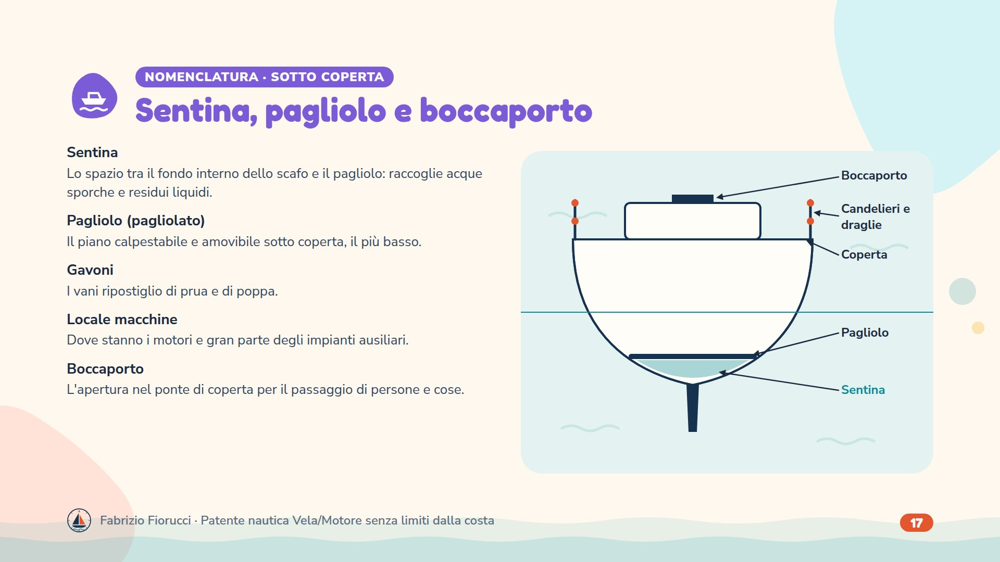 NOMENCLATURA · SOTTO COPERTA
Sentina, pagliolo e boccaporto
Sentina
Lo spazio tra il fondo interno dello scafo e il pagliolo: raccoglie acque
sporche e residui liquidi.
Pagliolo (pagliolato)
Il piano calpestabile e amovibile sotto coperta, il più basso.
Gavoni
I vani ripostiglio di prua e di poppa.
Locale macchine
Dove stanno i motori e gran parte degli impianti ausiliari.
Boccaporto
L'apertura nel ponte di coperta per il passaggio di persone e cose.
Boccaporto
Candelieri e
draglie
Coperta
Pagliolo
Sentina
Fabrizio Fiorucci · Patente nautica Vela/Motore senza limiti dalla costa
17